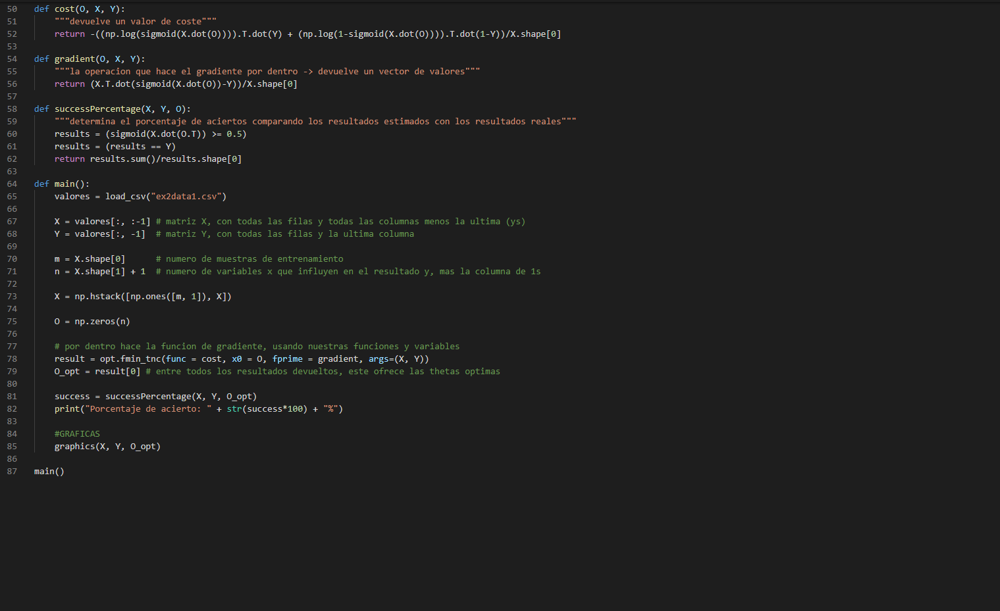 50 def cost(O, X, Y):
51     """devuelve un valor de coste"""
52     return -((np.log(sigmoid(X.dot(O)))).T.dot(Y) + (np.log(1-sigmoid(X.dot(O)))).T.dot(1-Y))/X.shape[0]
53
54 def gradient(O, X, Y):
55     """la operacion que hace el gradiente por dentro -> devuelve un vector de valores"""
56     return (X.T.dot(sigmoid(X.dot(O))-Y))/X.shape[0]
57
58 def successPercentage(X, Y, O):
59     """determina el porcentaje de aciertos comparando los resultados estimados con los resultados reales"""
60     results = (sigmoid(X.dot(O.T)) >= 0.5)
61     results = (results == Y)
62     return results.sum()/results.shape[0]
63
64 def main():
65     valores = load_csv("ex2data1.csv")
66
67     X = valores[:, :-1] # matriz X, con todas las filas y todas las columnas menos la ultima (ys)
68     Y = valores[:, -1]  # matriz Y, con todas las filas y la ultima columna
69
70     m = X.shape[0]      # numero de muestras de entrenamiento
71     n = X.shape[1] + 1  # numero de variables x que influyen en el resultado y, mas la columna de 1s
72
73     X = np.hstack([np.ones([m, 1]), X])
74
75     O = np.zeros(n)
76
77     # por dentro hace la funcion de gradiente, usando nuestras funciones y variables
78     result = opt.fmin_tnc(func = cost, x0 = O, fprime = gradient, args=(X, Y))
79     O_opt = result[0] # entre todos los resultados devueltos, este ofrece las thetas optimas
80
81     success = successPercentage(X, Y, O_opt)
82     print("Porcentaje de acierto: " + str(success*100) + "%")
83
84     #GRAFICAS
85     graphics(X, Y, O_opt)
86
87 main()